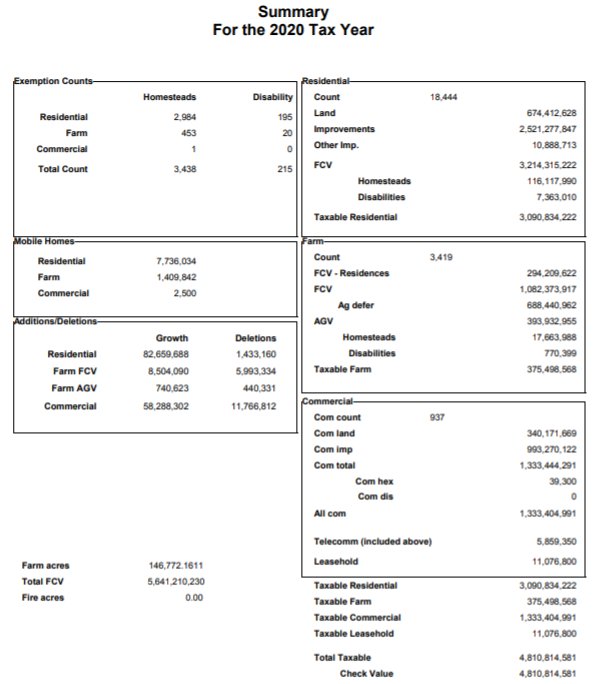 Summary
For the 2020 Tax Year
Exemption Counts
Homesteads Disability
Residential 2,984 195
Farm 453 20
Commercial 1 0
Total Count 3,438 215
Mobile Homes
Residential 7,736,034
Farm 1,409,842
Commercial 2,500
Additions/Deletions
Growth Deletions
Residential 82,659,688 1,433,160
Farm FCV 8,504,090 5,993,334
Farm AGV 740,623 440,331
Commercial 58,288,302 11,766,812
Farm acres 146,772.1611
Total FCV 5,641,210,230
Fire acres 0.00
Residential
Count 18,444
Land 674,412,628
Improvements 2,521,277,847
Other Imp. 10,888,713
FCV 3,214,315,222
Homesteads 116,117,990
Disabilities 7,363,010
Taxable Residential 3,090,834,222
Farm
Count 3,419
FCV - Residences 294,209,622
FCV 1,082,373,917
Ag defer 688,440,962
AGV 393,932,955
Homesteads 17,663,988
Disabilities 770,399
Taxable Farm 375,498,568
Commercial
Com count 937
Com land 340,171,669
Com imp 993,270,122
Com total 1,333,444,291
Com hex 39,300
Com dis 0
All com 1,333,404,991
Telecomm (included above) 5,859,350
Leasehold 11,076,800
Taxable Residential 3,090,834,222
Taxable Farm 375,498,568
Taxable Commercial 1,333,404,991
Taxable Leasehold 11,076,800
Total Taxable 4,810,814,581
Check Value 4,810,814,581